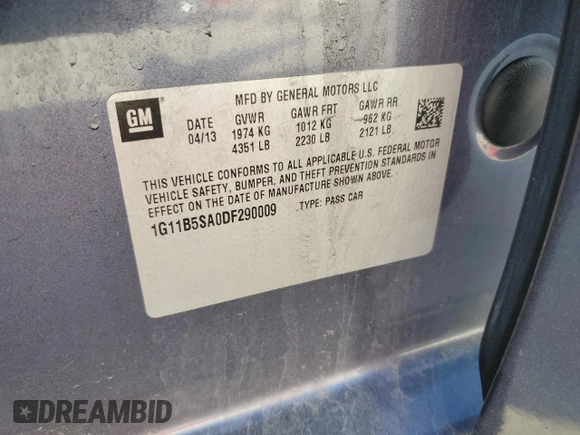 GM
MFD BY GENERAL MOTORS LLC
DATE GVWR GAWR FRT GAWR RR
04/13 1974 KG 1012 KG 962 KG
4351 LB 2230 LB 2121 LB
THIS VEHICLE CONFORMS TO ALL APPLICABLE U.S. FEDERAL MOTOR
VEHICLE SAFETY, BUMPER, AND THEFT PREVENTION STANDARDS IN
EFFECT ON THE DATE OF MANUFACTURE SHOWN ABOVE.
1G11B5SA0DF290009 .TYPE: PASS CAR
DREAMBID